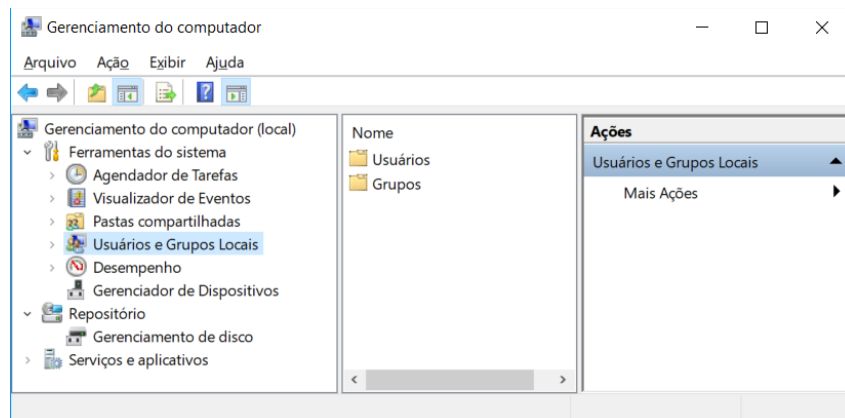 Gerenciamento do computador
Arquivo Ação Exibir Ajuda
Gerenciamento do computador (local)
Ferramentas do sistema
Agendador de Tarefas
Visualizador de Eventos
Pastas compartilhadas
Usuários e Grupos Locais
Desempenho
Gerenciador de Dispositivos
Repositório
Gerenciamento de disco
Serviços e aplicativos
Nome
Usuários
Grupos
Ações
Usuários e Grupos Locais
Mais Ações